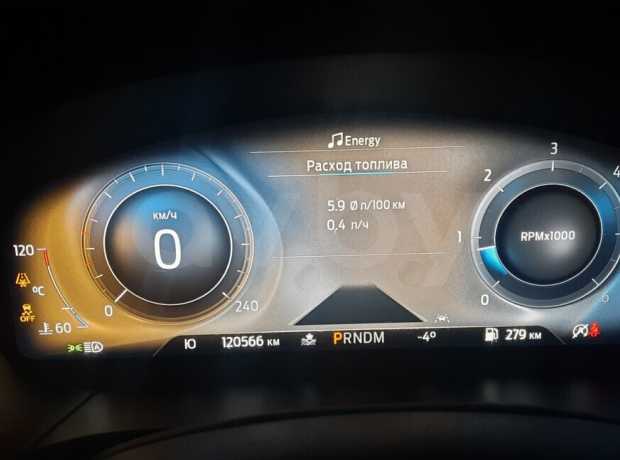 Energy
Расход топлива
5.9 Ø л/100 км
0,4 л/ч
км/ч
0
0
240
120
°C
60
OFF
RPMx1000
0
1
2
3
4
6
Ю
120566 км
PRNDM
-4°
279 км